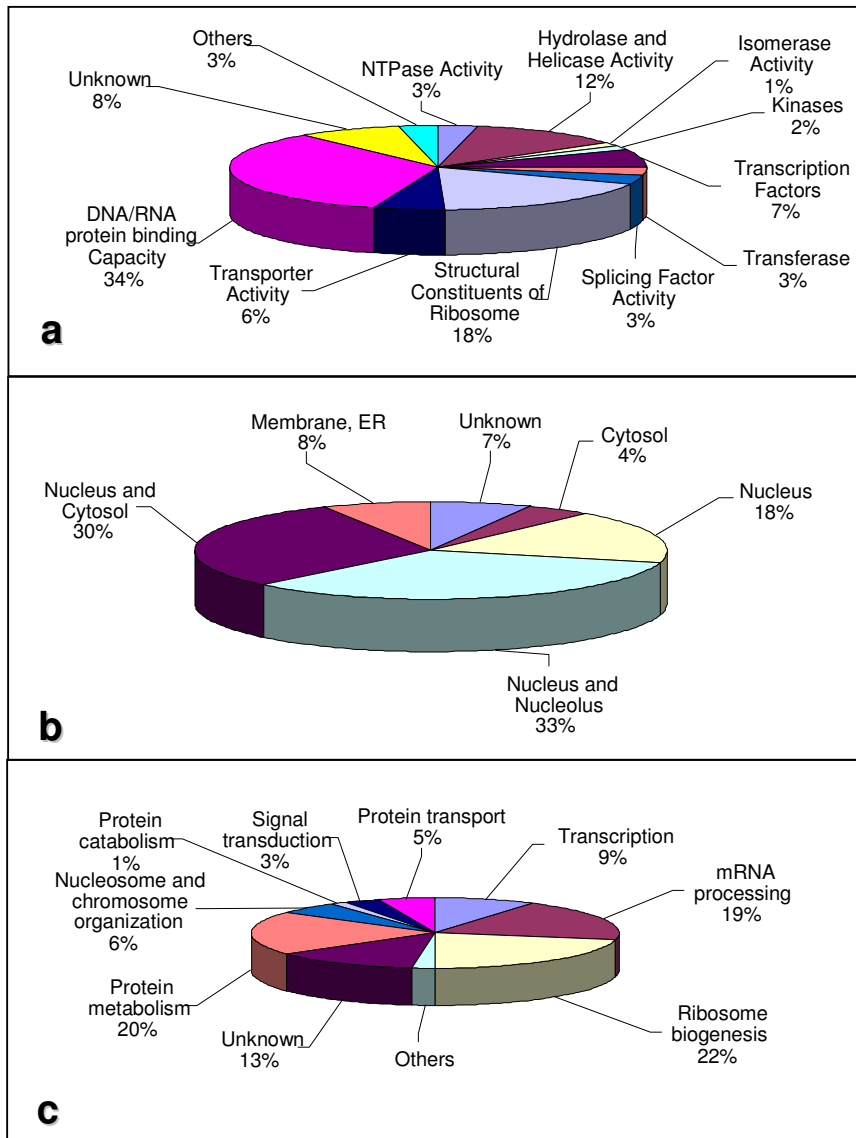 Others
3%
NTPase Activity
3%
Hydrolase and
Helicase Activity
12%
Isomerase
Activity
1%
Kinases
2%
Transcription
Factors
7%
Transferase
3%
Splicing Factor
Activity
3%
Structural
Constituents of
Ribosome
18%
Transporter
Activity
6%
DNA/RNA
protein binding
Capacity
34%
Unknown
8%
a
Membrane, ER
8%
Unknown
7%
Cytosol
4%
Nucleus
18%
Nucleus and
Nucleolus
33%
Nucleus and
Cytosol
30%
b
Protein
catabolism
1%
Signal
transduction
3%
Protein transport
5%
Transcription
9%
mRNA
processing
19%
Ribosome
biogenesis
22%
Others
Unknown
13%
Protein
metabolism
20%
Nucleosome and
chromosome
organization
6%
c